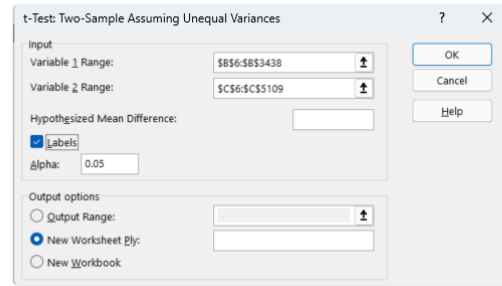 t-Test: Two-Sample Assuming Unequal Variances ? ×
Input
Variable 1 Range: $B$6:$B$3438 OK
Variable 2 Range: $C$6:$C$5109 Cancel
Hypothesized Mean Difference: Help
Labels
Alpha: 0.05
Output options
Output Range:
New Worksheet Ply:
New Workbook